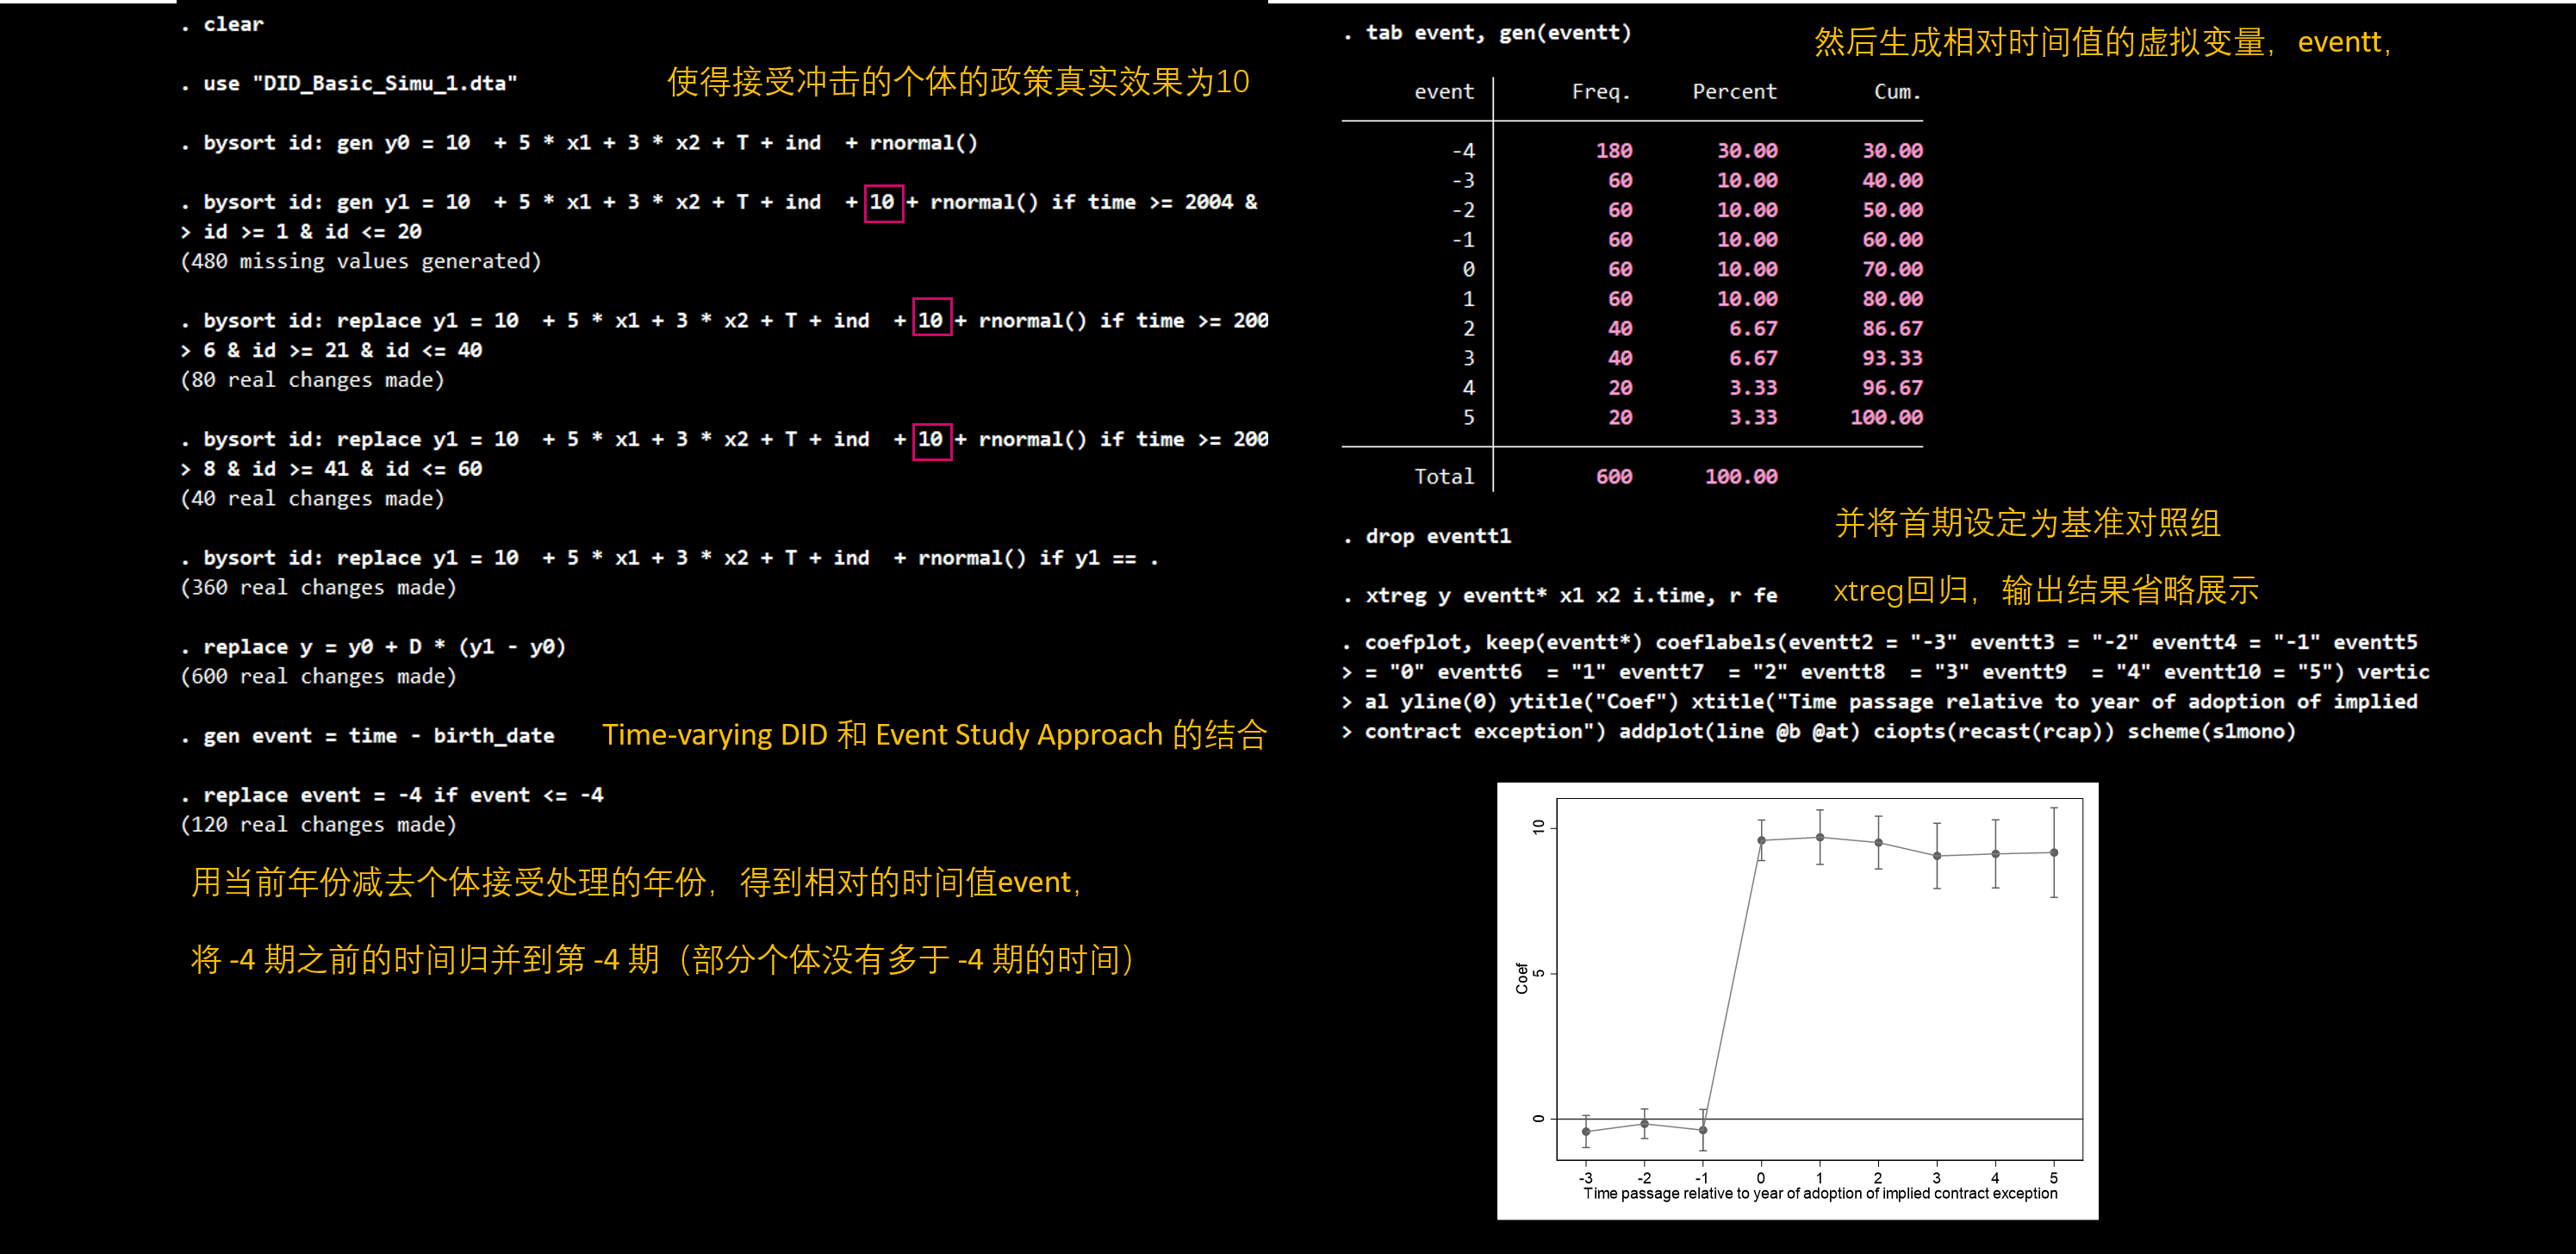 . clear
. use "DID_Basic_Simu_1.dta"
使得接受冲击的个体的政策真实效果为10
. bysort id: gen y0 = 10  + 5 * x1 + 3 * x2 + T + ind  + rnormal()
. bysort id: gen y1 = 10  + 5 * x1 + 3 * x2 + T + ind  + 10 + rnormal() if time >= 2004 &
> id >= 1 & id <= 20
(480 missing values generated)
. bysort id: replace y1 = 10  + 5 * x1 + 3 * x2 + T + ind  + 10 + rnormal() if time >= 200
> 6 & id >= 21 & id <= 40
(80 real changes made)
. bysort id: replace y1 = 10  + 5 * x1 + 3 * x2 + T + ind  + 10 + rnormal() if time >= 200
> 8 & id >= 41 & id <= 60
(40 real changes made)
. bysort id: replace y1 = 10  + 5 * x1 + 3 * x2 + T + ind  + rnormal() if y1 == .
(360 real changes made)
. replace y = y0 + D * (y1 - y0)
(600 real changes made)
. gen event = time - birth_date
Time-varying DID 和 Event Study Approach 的结合
. replace event = -4 if event <= -4
(120 real changes made)
用当前年份减去个体接受处理的年份，得到相对的时间值event，
将 -4 期之前的时间归并到第 -4 期（部分个体没有多于 -4 期的时间）
. tab event, gen(eventt)
然后生成相对时间值的虚拟变量，eventt，
event Freq. Percent Cum.
-4 180 30.00 30.00
-3 60 10.00 40.00
-2 60 10.00 50.00
-1 60 10.00 60.00
0 60 10.00 70.00
1 60 10.00 80.00
2 40 6.67 86.67
3 40 6.67 93.33
4 20 3.33 96.67
5 20 3.33 100.00
Total 600 100.00
并将首期设定为基准对照组
. drop eventt1
. xtreg y eventt* x1 x2 i.time, r fe
xtreg回归，输出结果省略展示
. coefplot, keep(eventt*) coeflabels(eventt2 = "-3" eventt3 = "-2" eventt4 = "-1" eventt5
> = "0" eventt6  = "1" eventt7  = "2" eventt8  = "3" eventt9  = "4" eventt10 = "5") vertic
> al yline(0) ytitle("Coef") xtitle("Time passage relative to year of adoption of implied
> contract exception") addplot(line @b @at) ciopts(recast(rcap)) scheme(s1mono)
10
5
0
Coef
-3 -2 -1 0 1 2 3 4 5
Time passage relative to year of adoption of implied contract exception